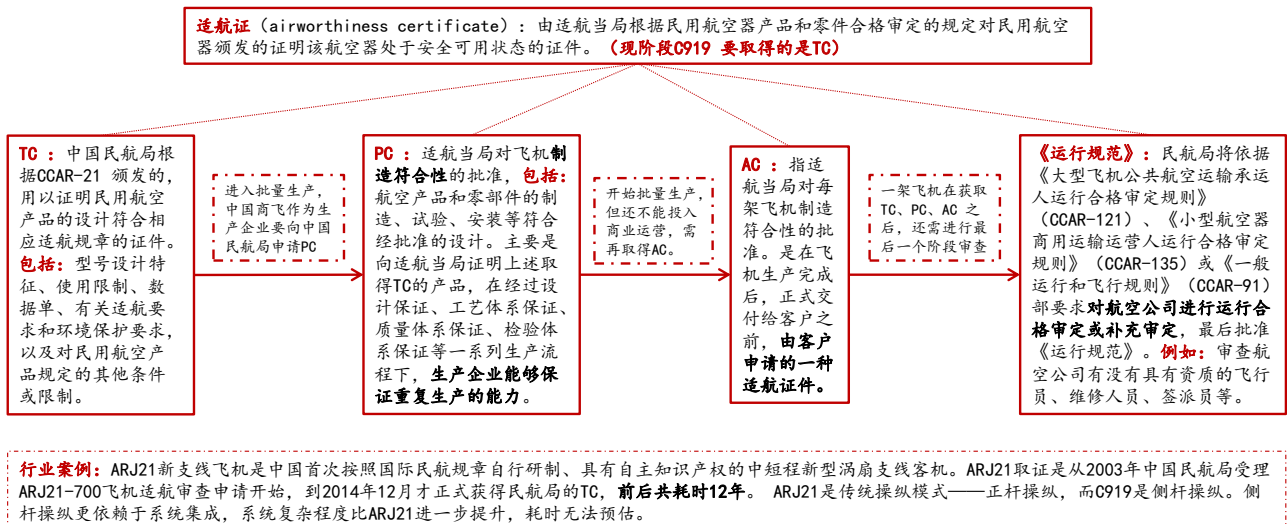 适航证（airworthiness certificate）：由适航当局根据民用航空器产品和零件合格审定的规定对民用航空
器颁发的证明该航空器处于安全可用状态的证件。（现阶段C919 要取得的是TC）
TC ：中国民航局根
据CCAR-21 颁发的，
用以证明民用航空
产品的设计符合相
应适航规章的证件。
包括：型号设计特
征、使用限制、数
据单、有关适航要
求和环境保护要求，
以及对民用航空产
品规定的其他条件
或限制。
进入批量生产，
中国商飞作为生
产企业要向中国
民航局申请PC
PC ：适航当局对飞机制
造符合性的批准，包括：
航空产品和零部件的制
造、试验、安装等符合
经批准的设计。主要是
向适航当局证明上述取
得TC的产品，在经过设
计保证、工艺体系保证、
质量体系保证、检验体
系保证等一系列生产流
程下，生产企业能够保
证重复生产的能力。
开始批量生产，
但还不能投入
商业运营，需
再取得AC。
AC ：指适
航当局对每
架飞机制造
符合性的批
准。是在飞
机生产完成
后，正式交
付给客户之
前，由客户
申请的一种
适航证件。
一架飞机在获取
TC、PC、AC 之
后，还需进行最
后一个阶段审查
《运行规范》：民航局将依据
《大型飞机公共航空运输承运
人运行合格审定规则》
（CCAR-121）、《小型航空器
商用运输运营人运行合格审定
规则》（CCAR-135）或《一般
运行和飞行规则》（CCAR-91）
部要求对航空公司进行运行合
格审定或补充审定，最后批准
《运行规范》。例如：审查航
空公司有没有具有资质的飞行
员、维修人员、签派员等。
行业案例：ARJ21新支线飞机是中国首次按照国际民航规章自行研制、具有自主知识产权的中短程新型涡扇支线客机。ARJ21取证是从2003年中国民航局受理
ARJ21-700飞机适航审查申请开始，到2014年12月才正式获得民航局的TC，前后共耗时12年。 ARJ21是传统操纵模式——正杆操纵，而C919是侧杆操纵。侧
杆操纵更依赖于系统集成，系统复杂程度比ARJ21进一步提升，耗时无法预估。